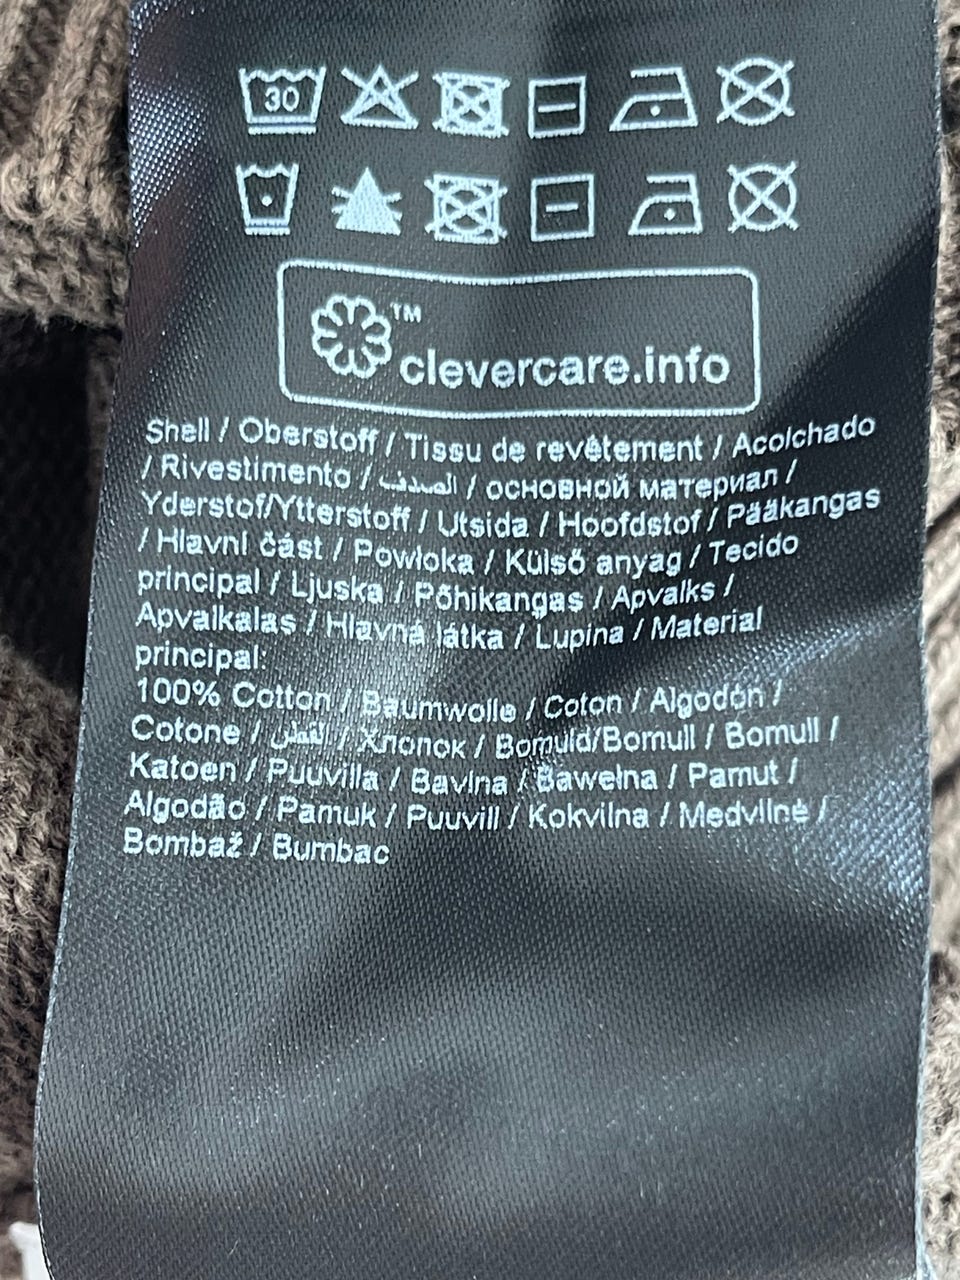 30
™
clevercare.info
Shell / Oberstoff / Tissu de revêtement / Acolchado
/ Rivestimento / الصدف / основной материал /
Yderstof/Ytterstoff / Utsida / Hoofdstof / Pääkangas
/ Hlavní část / Powłoka / Külső anyag / Tecido
principal / Ljuska / Põhikangas / Apvalks /
Apvalkalas / Hlavná látka / Lupina / Material
principal:
100% Cotton / Baumwolle / Coton / Algodón /
Cotone / القطن / Хлопок / Bomuld/Bomull / Bomull /
Katoen / Puuvilla / Bavlna / Bawełna / Pamut /
Algodão / Pamuk / Puuvill / Kokvilna / Medvilnė /
Bombaž / Bumbac